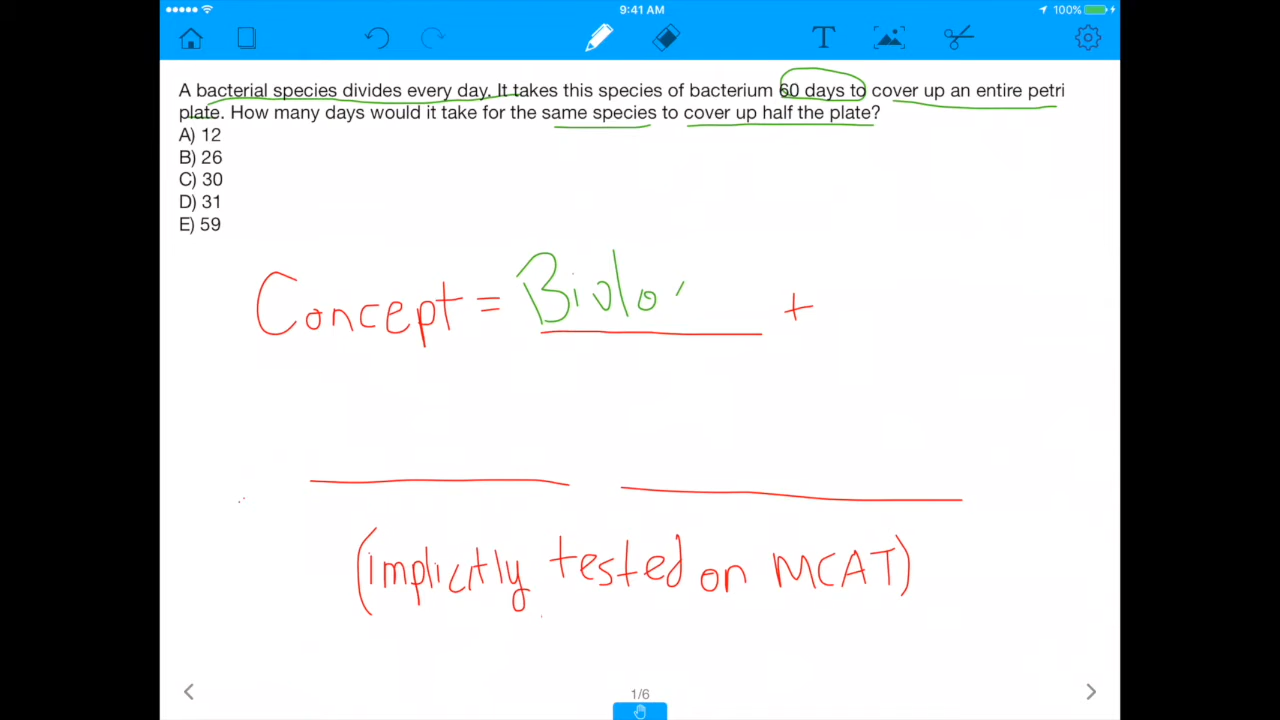 9:41 AM
100%
T
A bacterial species divides every day. It takes this species of bacterium 60 days to cover up an entire petri
plate. How many days would it take for the same species to cover up half the plate?
A) 12
B) 26
C) 30
D) 31
E) 59
Concept = Biolo +
(implicitly tested on MCAT)
1/6